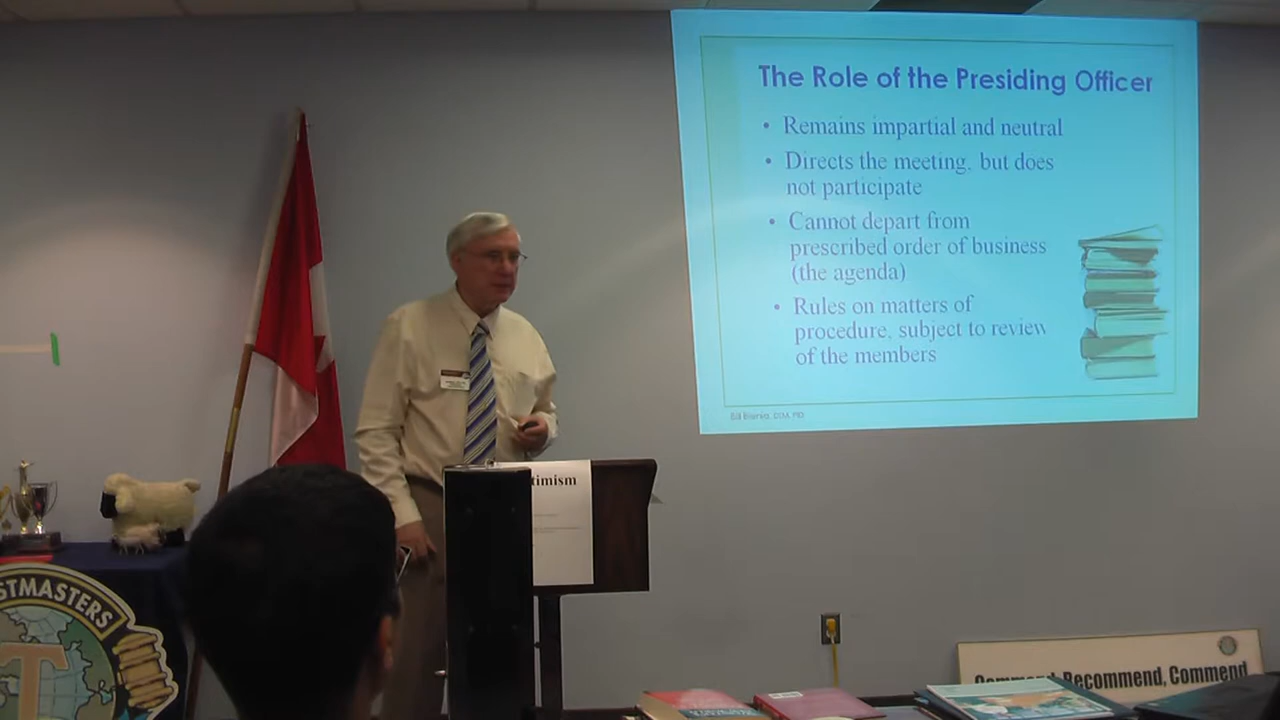 The Role of the Presiding Officer
• Remains impartial and neutral
• Directs the meeting, but does
not participate
• Cannot depart from
prescribed order of business
(the agenda)
• Rules on matters of
procedure, subject to review
of the members
timism
STMASTERS
Commend, Recommend, Commend